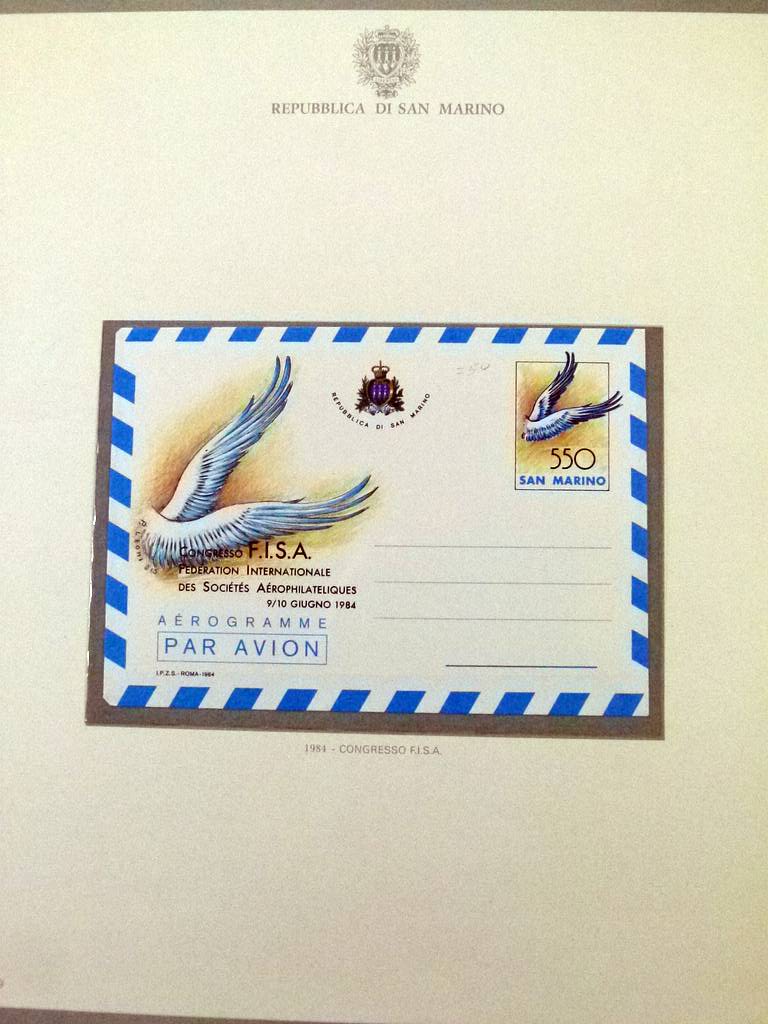 REPUBBLICA DI SAN MARINO
REPUBBLICA DI SAN MARINO
550
SAN MARINO
CONGRESSO F.I.S.A.
FEDERATION INTERNATIONALE
DES SOCIÉTÉS AÉROPHILATELIQUES
9/10 GIUGNO 1984
AÉROGRAMME
PAR AVION
I.P.Z.S. - ROMA - 1984
1984 - CONGRESSO F.I.S.A.